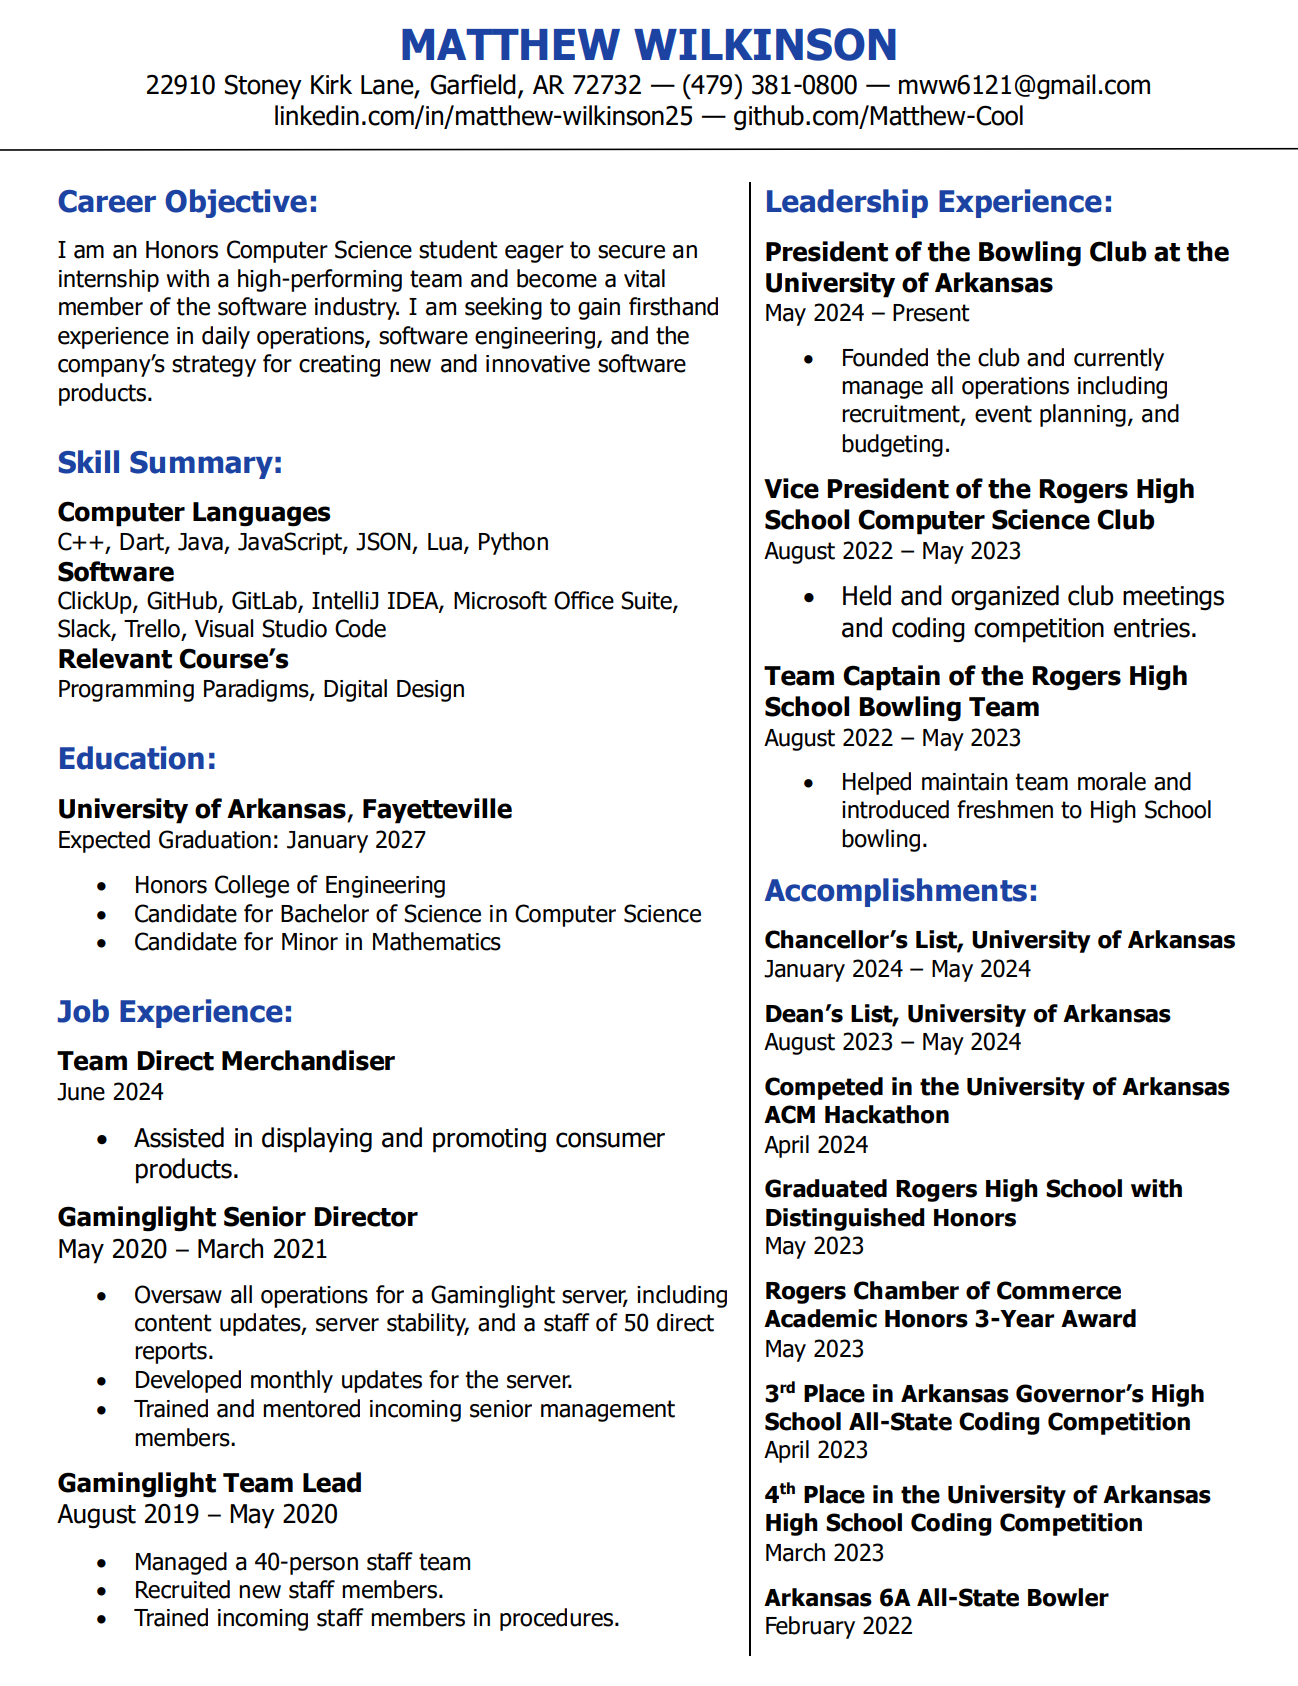 MATTHEW WILKINSON
22910 Stoney Kirk Lane, Garfield, AR 72732 — (479) 381-0800 — mww6121@gmail.com
linkedin.com/in/matthew-wilkinson25 — github.com/Matthew-Cool
Career Objective:
I am an Honors Computer Science student eager to secure an
internship with a high-performing team and become a vital
member of the software industry. I am seeking to gain firsthand
experience in daily operations, software engineering, and the
company’s strategy for creating new and innovative software
products.
Skill Summary:
Computer Languages
C++, Dart, Java, JavaScript, JSON, Lua, Python
Software
ClickUp, GitHub, GitLab, IntelliJ IDEA, Microsoft Office Suite,
Slack, Trello, Visual Studio Code
Relevant Course’s
Programming Paradigms, Digital Design
Education:
University of Arkansas, Fayetteville
Expected Graduation: January 2027
• Honors College of Engineering
• Candidate for Bachelor of Science in Computer Science
• Candidate for Minor in Mathematics
Job Experience:
Team Direct Merchandiser
June 2024
• Assisted in displaying and promoting consumer
products.
Gaminglight Senior Director
May 2020 – March 2021
• Oversaw all operations for a Gaminglight server, including
content updates, server stability, and a staff of 50 direct
reports.
• Developed monthly updates for the server.
• Trained and mentored incoming senior management
members.
Gaminglight Team Lead
August 2019 – May 2020
• Managed a 40-person staff team
• Recruited new staff members.
• Trained incoming staff members in procedures.
Leadership Experience:
President of the Bowling Club at the
University of Arkansas
May 2024 – Present
• Founded the club and currently
manage all operations including
recruitment, event planning, and
budgeting.
Vice President of the Rogers High
School Computer Science Club
August 2022 – May 2023
• Held and organized club meetings
and coding competition entries.
Team Captain of the Rogers High
School Bowling Team
August 2022 – May 2023
• Helped maintain team morale and
introduced freshmen to High School
bowling.
Accomplishments:
Chancellor’s List, University of Arkansas
January 2024 – May 2024
Dean’s List, University of Arkansas
August 2023 – May 2024
Competed in the University of Arkansas
ACM Hackathon
April 2024
Graduated Rogers High School with
Distinguished Honors
May 2023
Rogers Chamber of Commerce
Academic Honors 3-Year Award
May 2023
3rd Place in Arkansas Governor’s High
School All-State Coding Competition
April 2023
4th Place in the University of Arkansas
High School Coding Competition
March 2023
Arkansas 6A All-State Bowler
February 2022